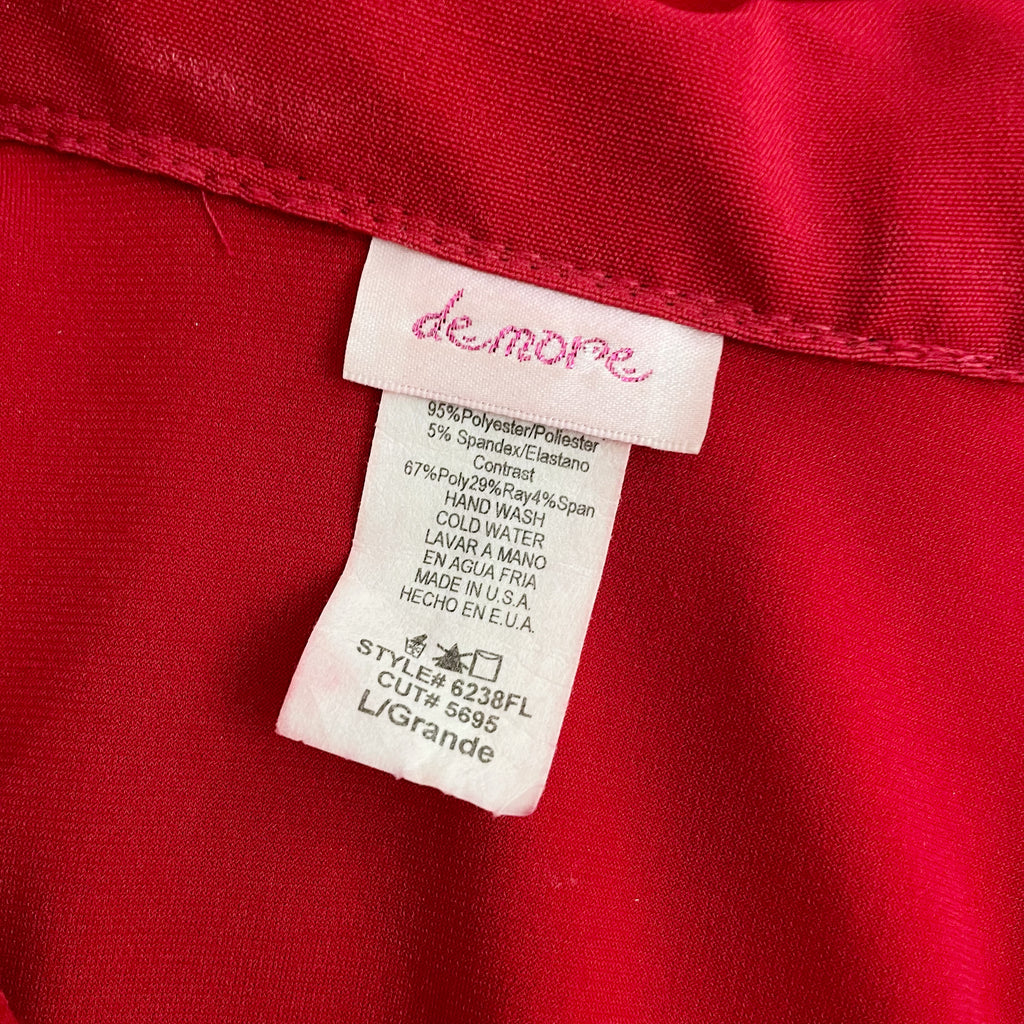 de more
95%Polyester/Poliester
5% Spandex/Elastano
Contrast
67%Poly29%Ray4%Span
HAND WASH
COLD WATER
LAVAR A MANO
EN AGUA FRIA
MADE IN U.S.A.
HECHO EN E.U.A.
STYLE# 6238FL
CUT# 5695
L/Grande